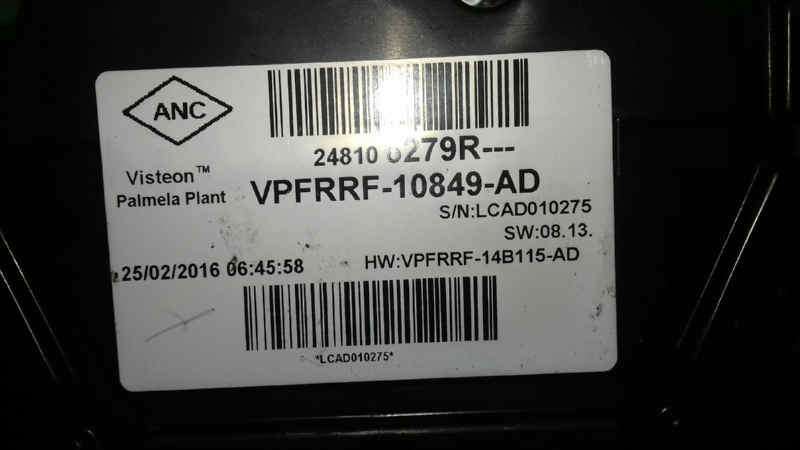 ANC
Visteon™
Palmela Plant
24810 6279R---
VPFRRF-10849-AD
S/N:LCAD010275
SW:08.13.
25/02/2016 06:45:58
HW:VPFRRF-14B115-AD
*LCAD010275*